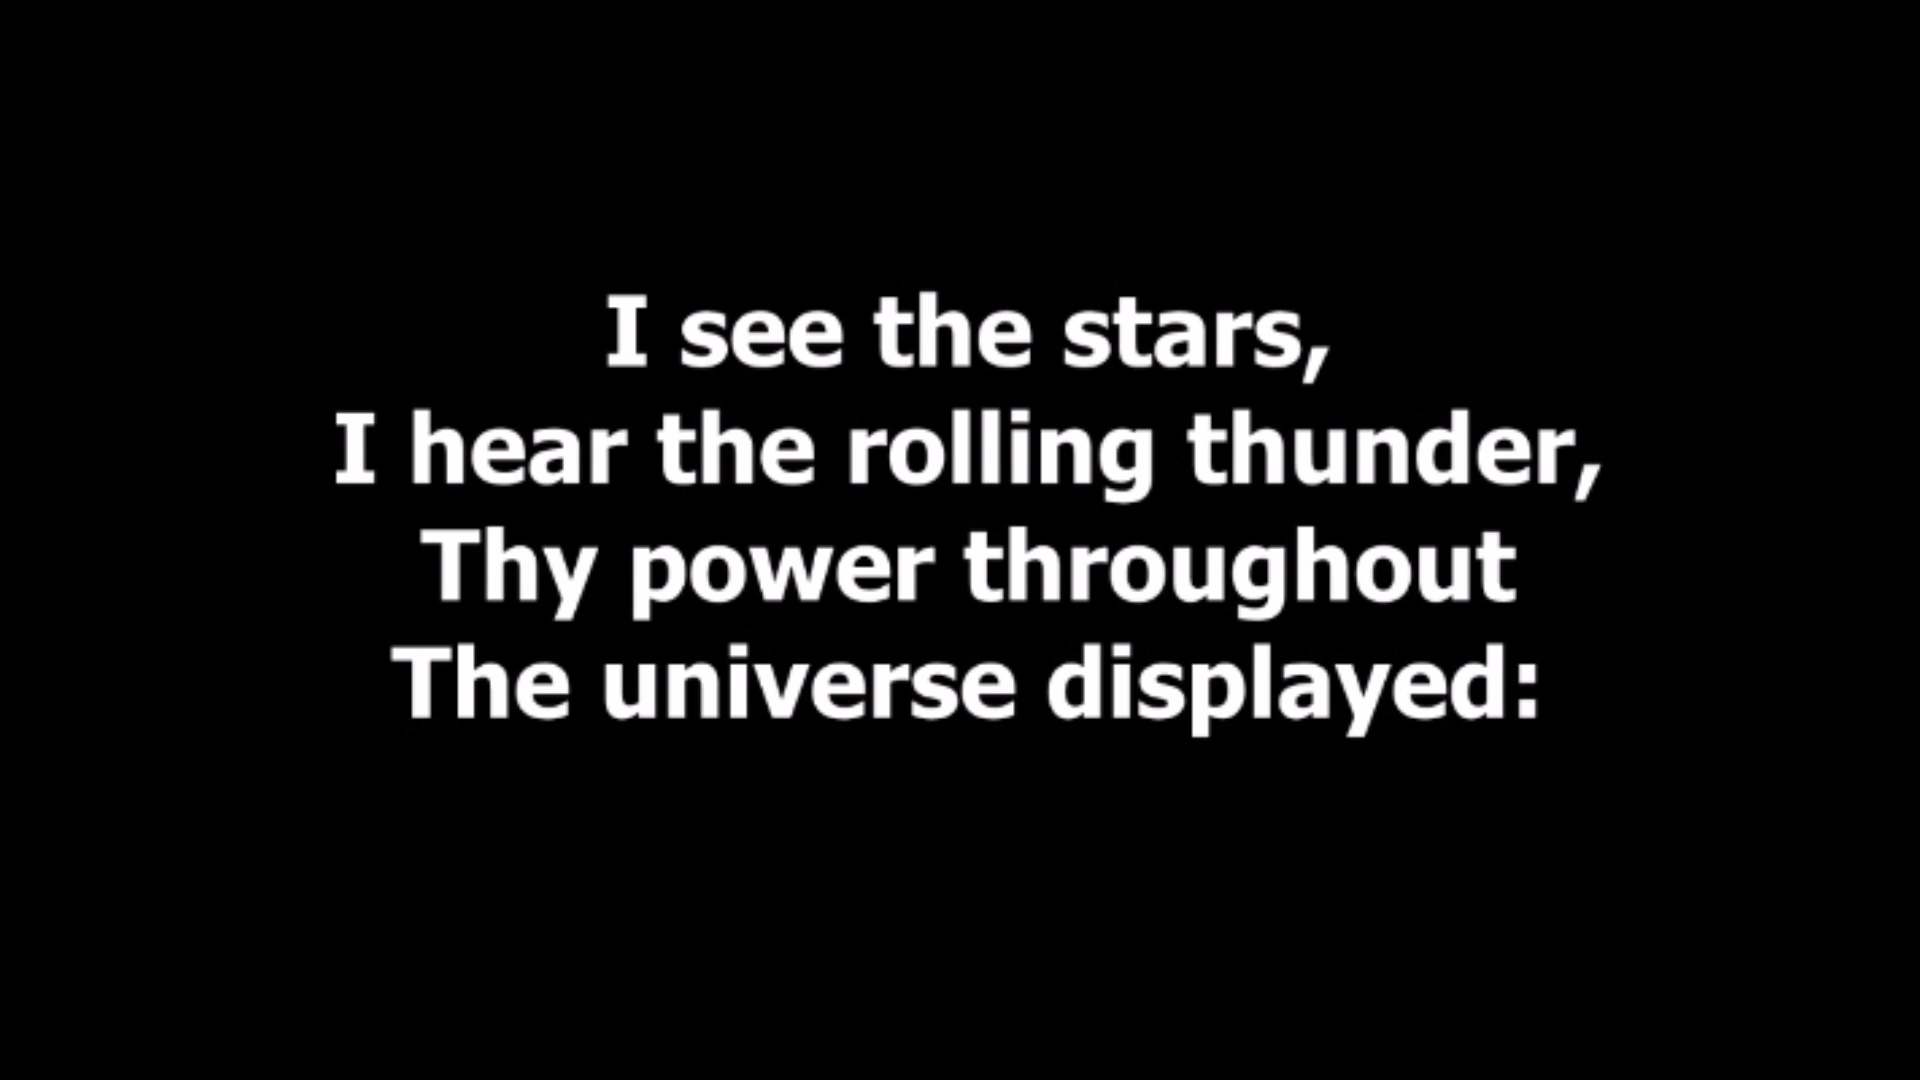 I see the stars,
I hear the rolling thunder,
Thy power throughout
The universe displayed: